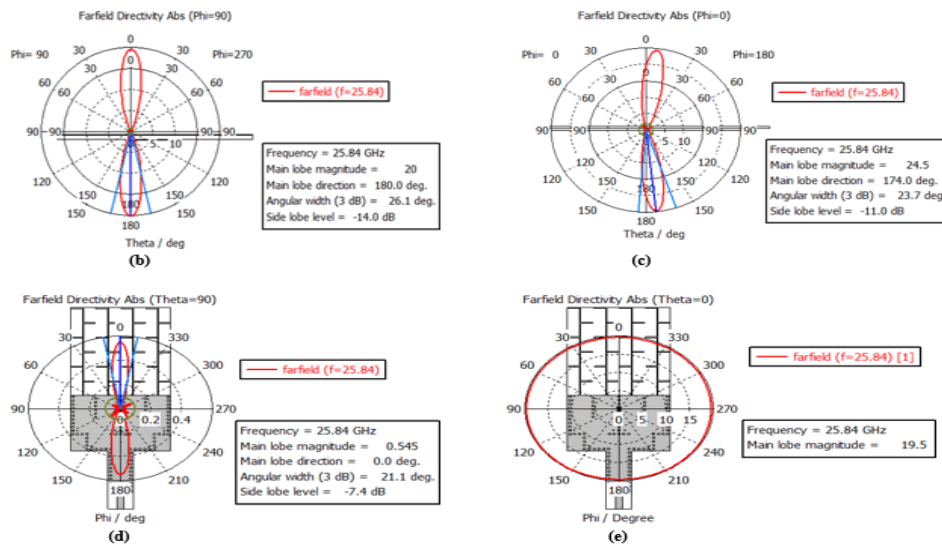 Farfield Directivity Abs (Phi=90)
Phi= 90 30 0 30 Phi=270
60 60
90 90
5 10
120 120
150 180 150
180
Theta / deg
farfield (f=25.84)
Frequency = 25.84 GHz
Main lobe magnitude = 20
Main lobe direction = 180.0 deg.
Angular width (3 dB) = 26.1 deg.
Side lobe level = -14.0 dB
(b)
Farfield Directivity Abs (Phi=0)
Phi= 0 30 0 30 Phi=180
0
60 60
90 90
5 10 15
120 120
150 180 150
180
Theta / deg
farfield (f=25.84)
Frequency = 25.84 GHz
Main lobe magnitude = 24.5
Main lobe direction = 174.0 deg.
Angular width (3 dB) = 23.7 deg.
Side lobe level = -11.0 dB
(c)
Farfield Directivity Abs (Theta=90)
30 0 330
60 300
90 0 0.2 0.4 270
120 240
150 180 210
Phi / deg
farfield (f=25.84)
Frequency = 25.84 GHz
Main lobe magnitude = 0.545
Main lobe direction = 0.0 deg.
Angular width (3 dB) = 21.1 deg.
Side lobe level = -7.4 dB
(d)
Farfield Directivity Abs (Theta=0)
30 0 330
60 300
90 0 5 10 15 270
120 240
150 180 210
Phi / Degree
farfield (f=25.84) [1]
Frequency = 25.84 GHz
Main lobe magnitude = 19.5
(e)